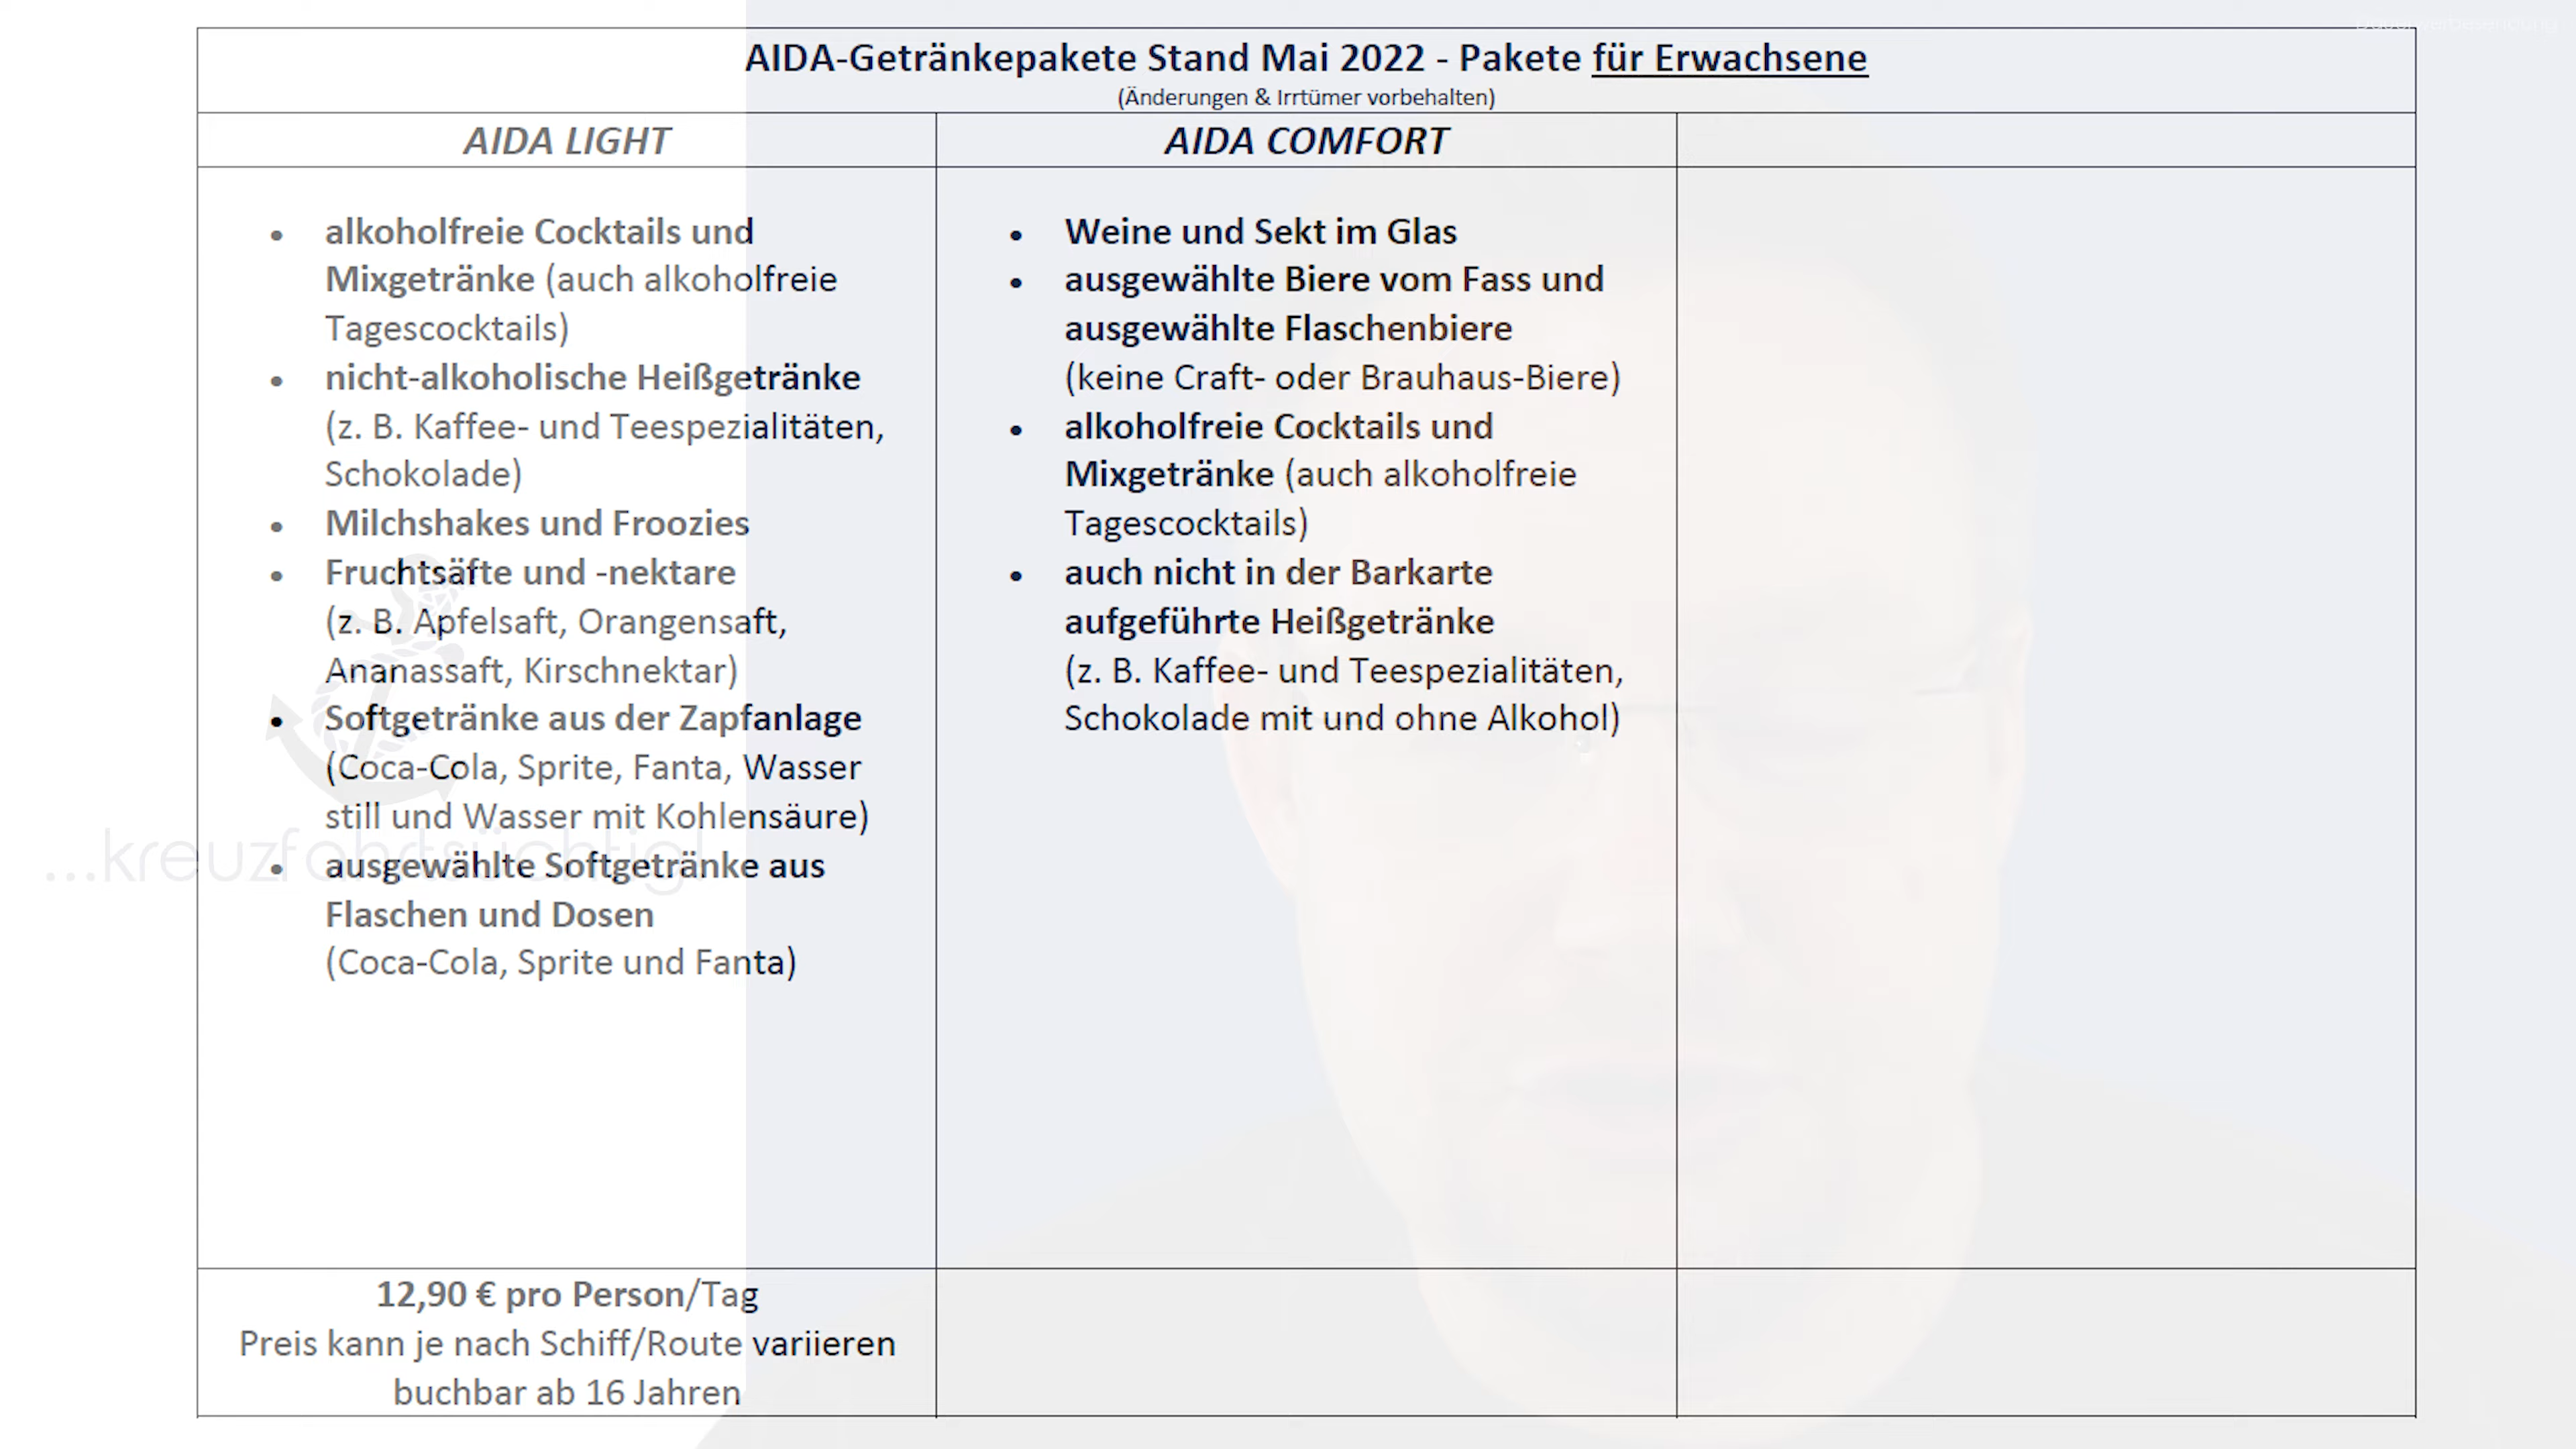 AIDA-Getränkepakete Stand Mai 2022 - Pakete für Erwachsene
(Änderungen & Irrtümer vorbehalten)
AIDA LIGHT
• alkoholfreie Cocktails und
Mixgetränke (auch alkoholfreie
Tagescocktails)
• nicht-alkoholische Heißgetränke
(z. B. Kaffee- und Teespezialitäten,
Schokolade)
• Milchshakes und Froozies
• Fruchtsäfte und -nektare
(z. B. Apfelsaft, Orangensaft,
Ananassaft, Kirschnektar)
• Softgetränke aus der Zapfanlage
(Coca-Cola, Sprite, Fanta, Wasser
still und Wasser mit Kohlensäure)
• ausgewählte Softgetränke aus
Flaschen und Dosen
(Coca-Cola, Sprite und Fanta)
12,90 € pro Person/Tag
Preis kann je nach Schiff/Route variieren
buchbar ab 16 Jahren
AIDA COMFORT
• Weine und Sekt im Glas
• ausgewählte Biere vom Fass und
ausgewählte Flaschenbiere
(keine Craft- oder Brauhaus-Biere)
• alkoholfreie Cocktails und
Mixgetränke (auch alkoholfreie
Tagescocktails)
• auch nicht in der Barkarte
aufgeführte Heißgetränke
(z. B. Kaffee- und Teespezialitäten,
Schokolade mit und ohne Alkohol)
...kreuzfahrtsüchtig!